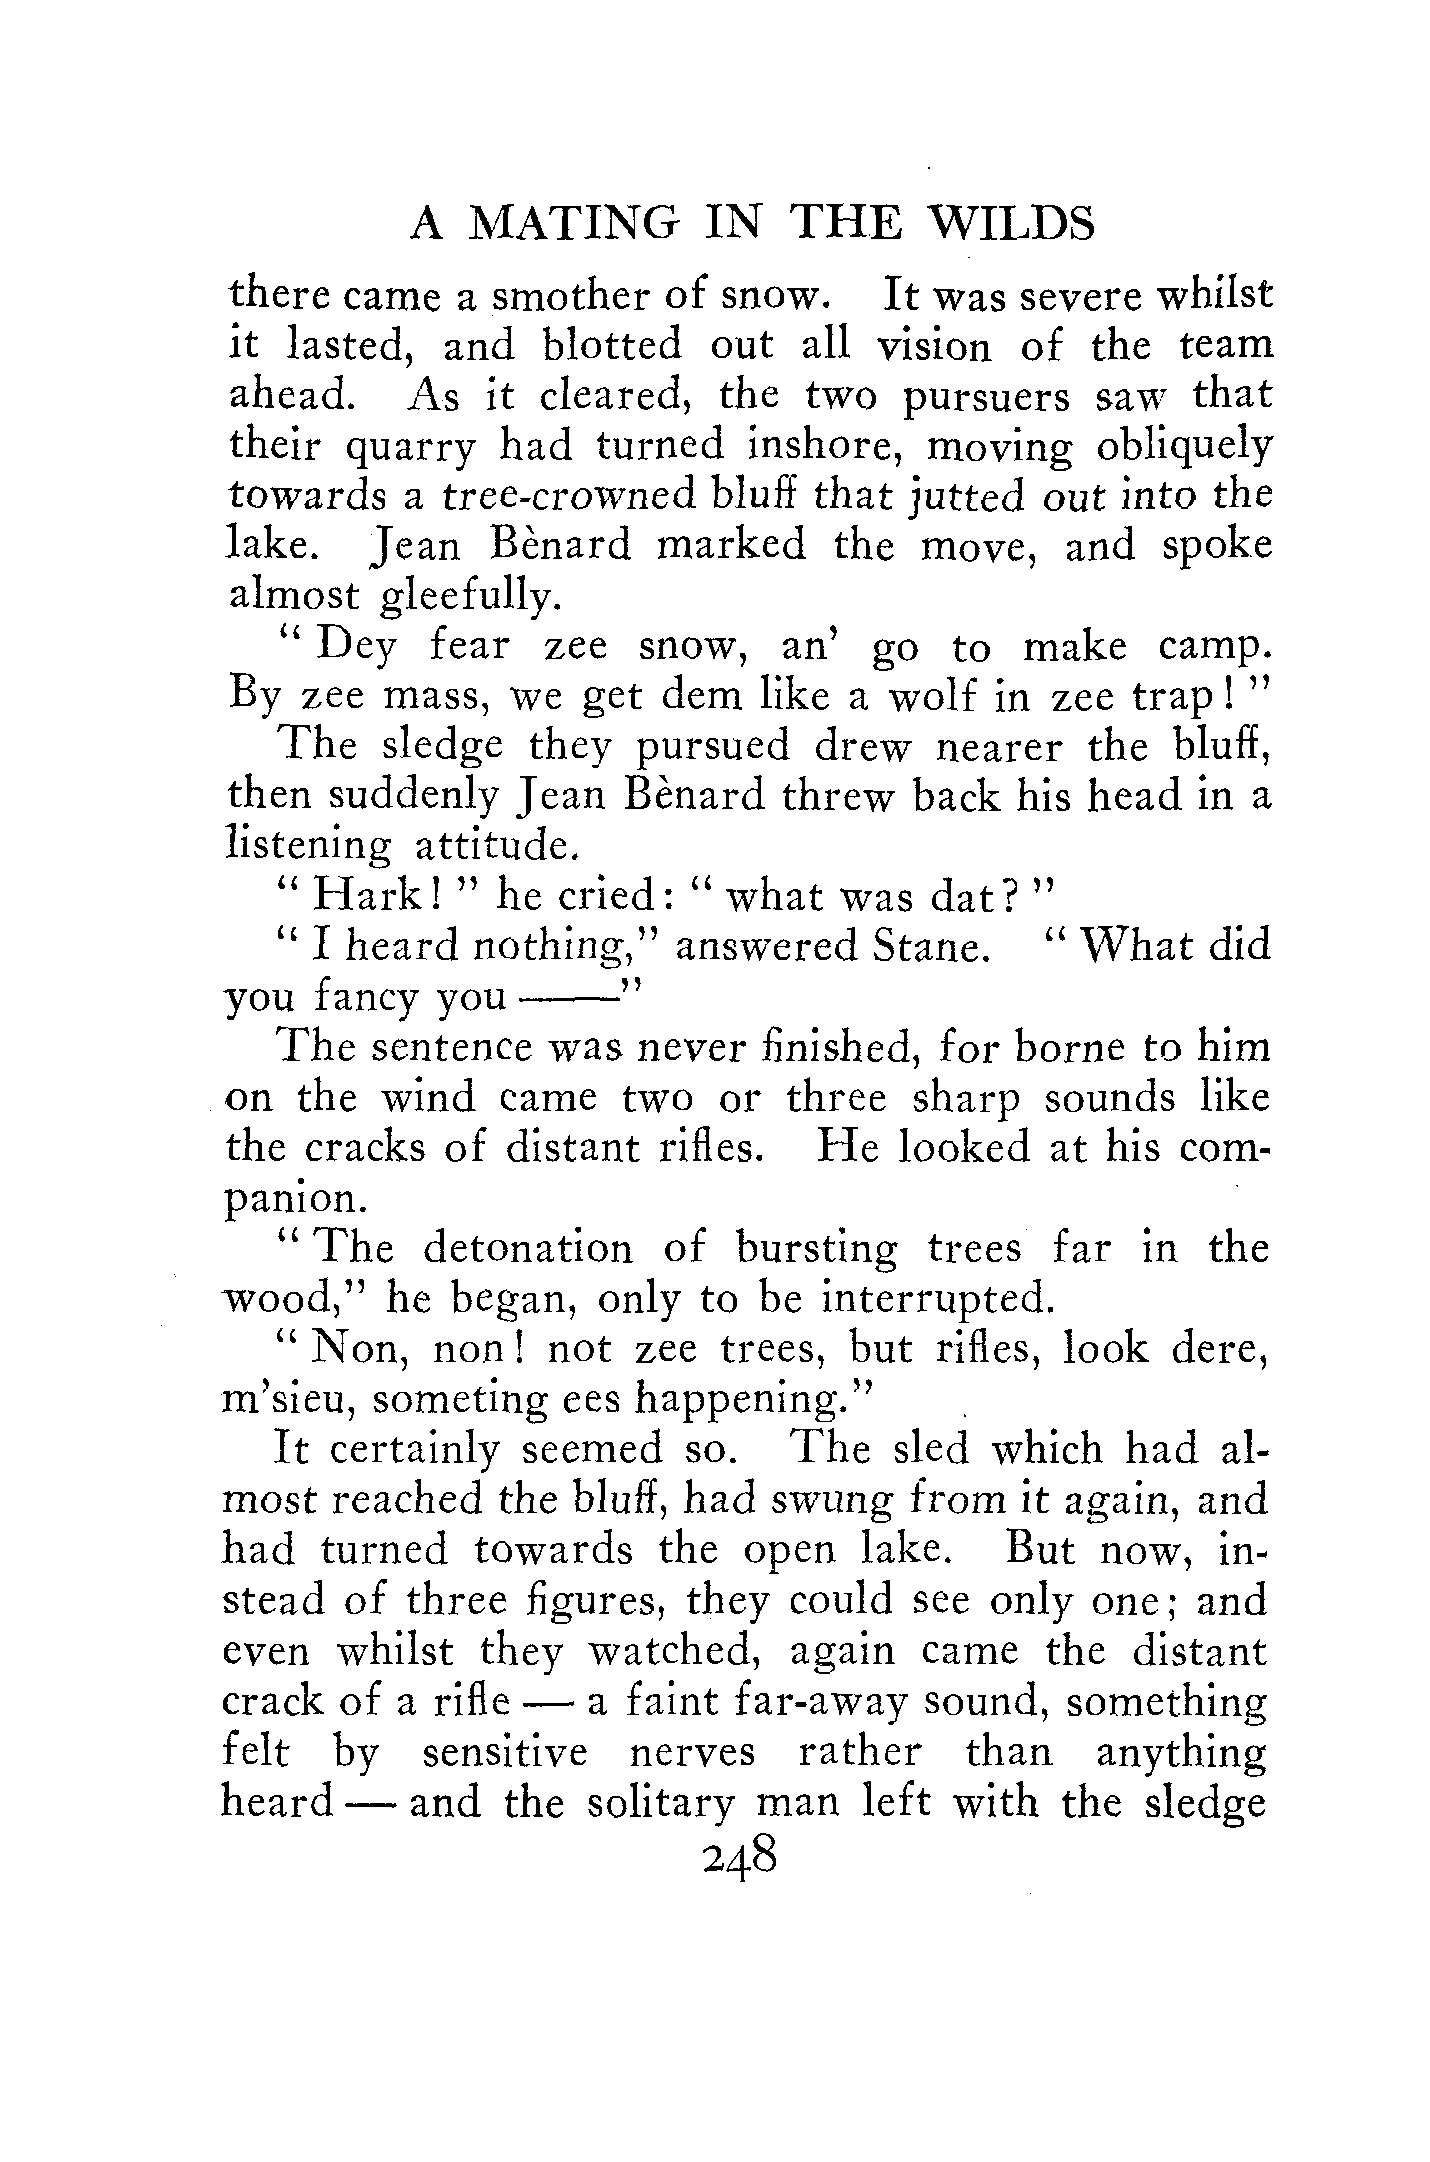 A MATING IN THE WILDS
there came a smother of snow. It was severe whilst
it lasted, and blotted out all vision of the team
ahead. As it cleared, the two pursuers saw that
their quarry had turned inshore, moving obliquely
towards a tree-crowned bluff that jutted out into the
lake. Jean Bènard marked the move, and spoke
almost gleefully.
“ Dey fear zee snow, an’ go to make camp.
By zee mass, we get dem like a wolf in zee trap! ”
The sledge they pursued drew nearer the bluff,
then suddenly Jean Bènard threw back his head in a
listening attitude.
“ Hark! ” he cried: “ what was dat? ”
“ I heard nothing,” answered Stane. “ What did
you fancy you ——”
The sentence was never finished, for borne to him
on the wind came two or three sharp sounds like
the cracks of distant rifles. He looked at his com-
panion.
“ The detonation of bursting trees far in the
wood,” he began, only to be interrupted.
“ Non, non! not zee trees, but rifles, look dere,
m’sieu, someting ees happening.”
It certainly seemed so. The sled which had al-
most reached the bluff, had swung from it again, and
had turned towards the open lake. But now, in-
stead of three figures, they could see only one; and
even whilst they watched, again came the distant
crack of a rifle — a faint far-away sound, something
felt by sensitive nerves rather than anything
heard — and the solitary man left with the sledge
248